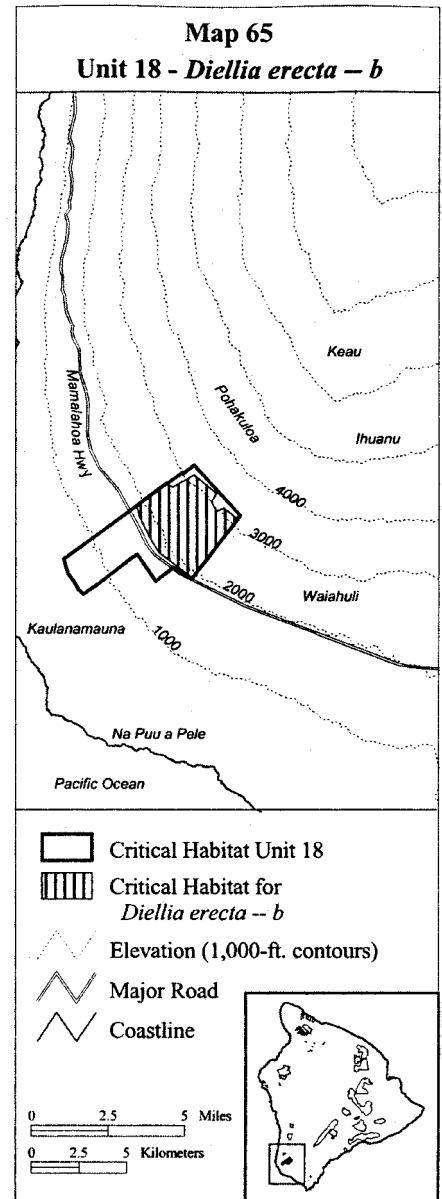 Map 65
Unit 18 - Diellia erecta -- b
Keau
Pohakuloa
Ihuanu
Mamalahoa Hwy
4000
3000
2000
Waiahuli
Kaulanamauna
1000
Na Puu a Pele
Pacific Ocean
Critical Habitat Unit 18
Critical Habitat for
Diellia erecta -- b
Elevation (1,000-ft. contours)
Major Road
Coastline
0 2.5 5 Miles
0 2.5 5 Kilometers